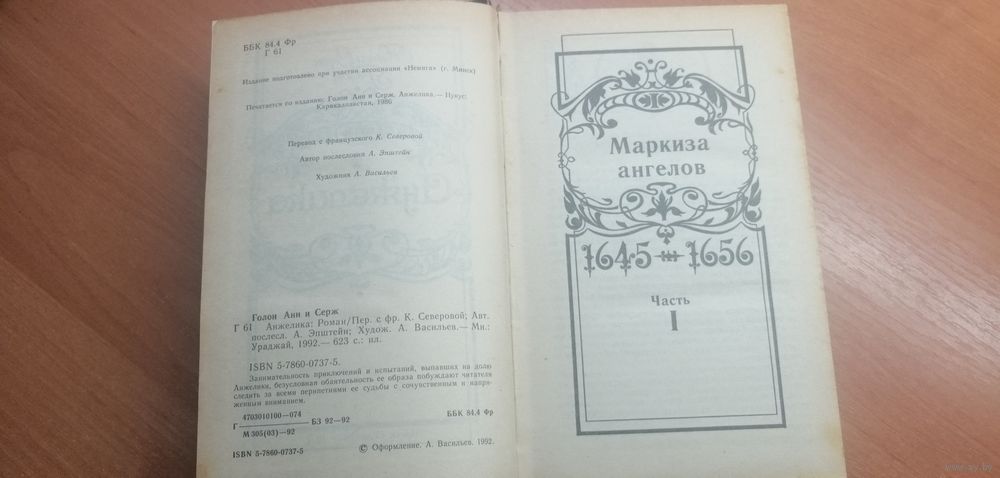 ББК 84.4 Фр
Г 61
Издание подготовлено при участии ассоциации «Немига» (г. Минск)
Печатается по изданию: Голон Анн и Серж. Анжелика.— Нукус:
Каракалпакстан, 1986
Перевод с французского К. Северовой
Автор послесловия А. Эпштейн
Художник А. Васильев
Голон Анн и Серж
Г 61 Анжелика: Роман/Пер. с фр. К. Северовой; Авт.
послесл. А. Эпштейн; Худож. А. Васильев.— Мн.:
Ураджай, 1992.— 623 с.: ил.
ISBN 5-7860-0737-5.
Занимательность приключений и испытаний, выпавших на долю
Анжелики, безусловная обаятельность ее образа побуждают читателя
следить за всеми перипетиями ее судьбы с сочувственным и напря-
женным вниманием.
4703010100—074
Г БЗ 92—92
М 305(03)—92
ББК 84.4 Фр
ISBN 5-7860-0737-5
© Оформление. А. Васильев. 1992.
Маркиза
ангелов
1645 1656
Часть
I